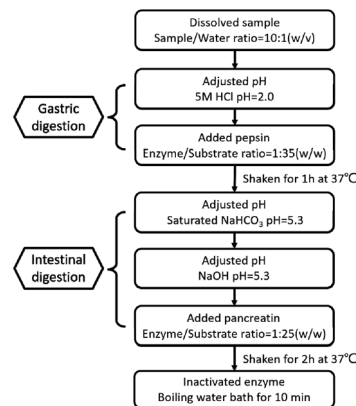 Dissolved sample
Sample/Water ratio=10:1(w/v)
Gastric
digestion
Adjusted pH
5M HCl pH=2.0
Added pepsin
Enzyme/Substrate ratio=1:35(w/w)
Shaken for 1h at 37℃
Intestinal
digestion
Adjusted pH
Saturated NaHCO₃ pH=5.3
Adjusted pH
NaOH pH=5.3
Added pancreatin
Enzyme/Substrate ratio=1:25(w/w)
Shaken for 2h at 37℃
Inactivated enzyme
Boiling water bath for 10 min